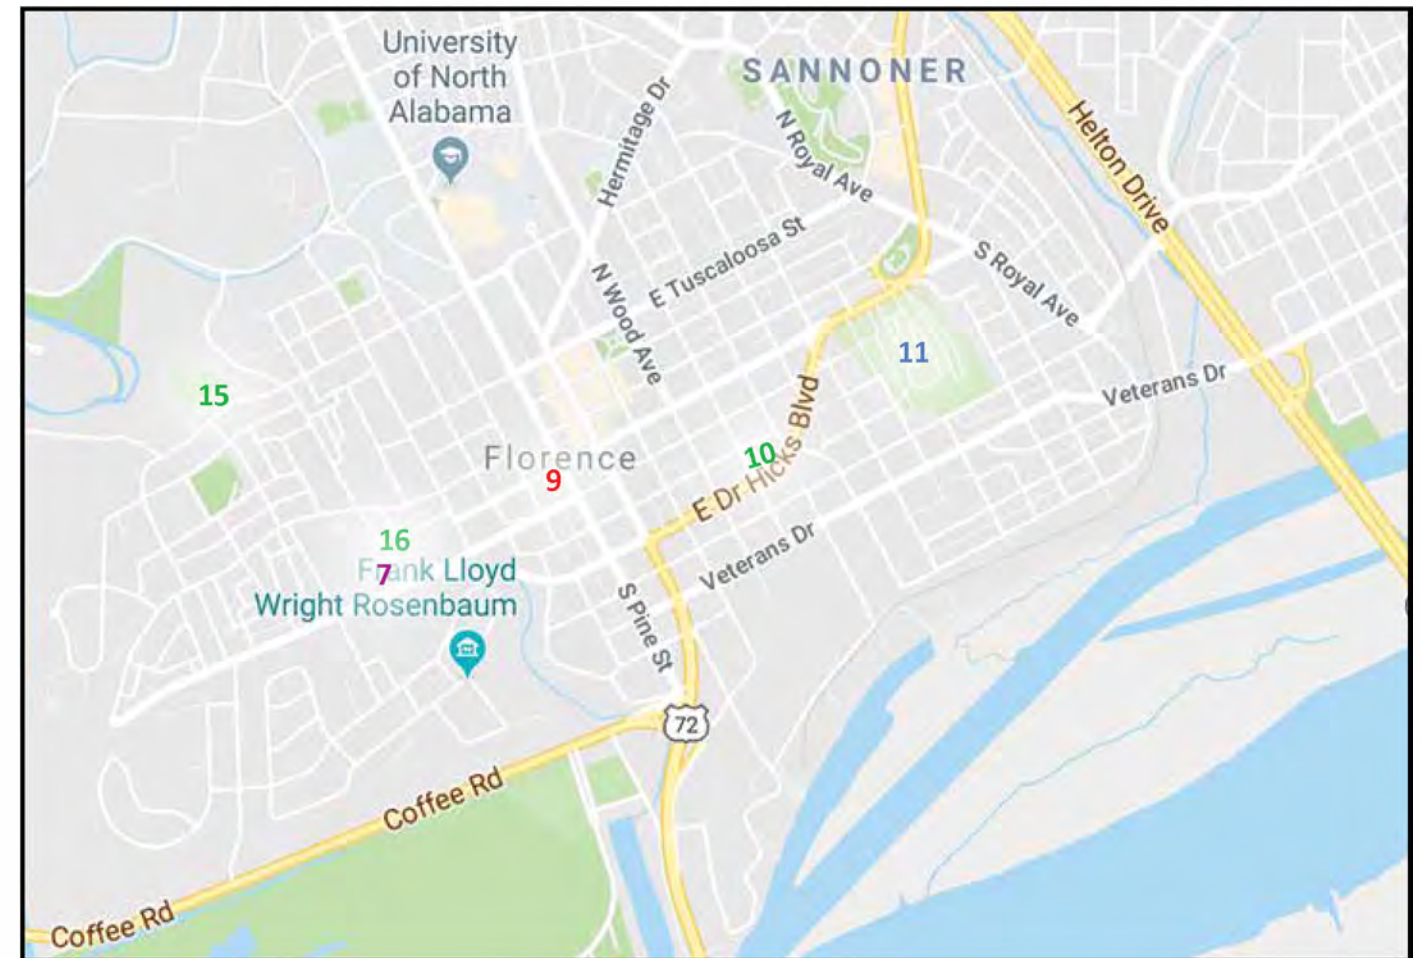 University
of North
Alabama
SANNONER
Hermitage Dr
N Royal Ave
Helton Drive
E Tuscaloosa St
S Royal Ave
N Wood Ave
11
Veterans Dr
15
E Dr Hicks Blvd
10
Florence
9
16
7
Frank Lloyd
Wright Rosenbaum
Veterans Dr
S Pine St
72
Coffee Rd
Coffee Rd